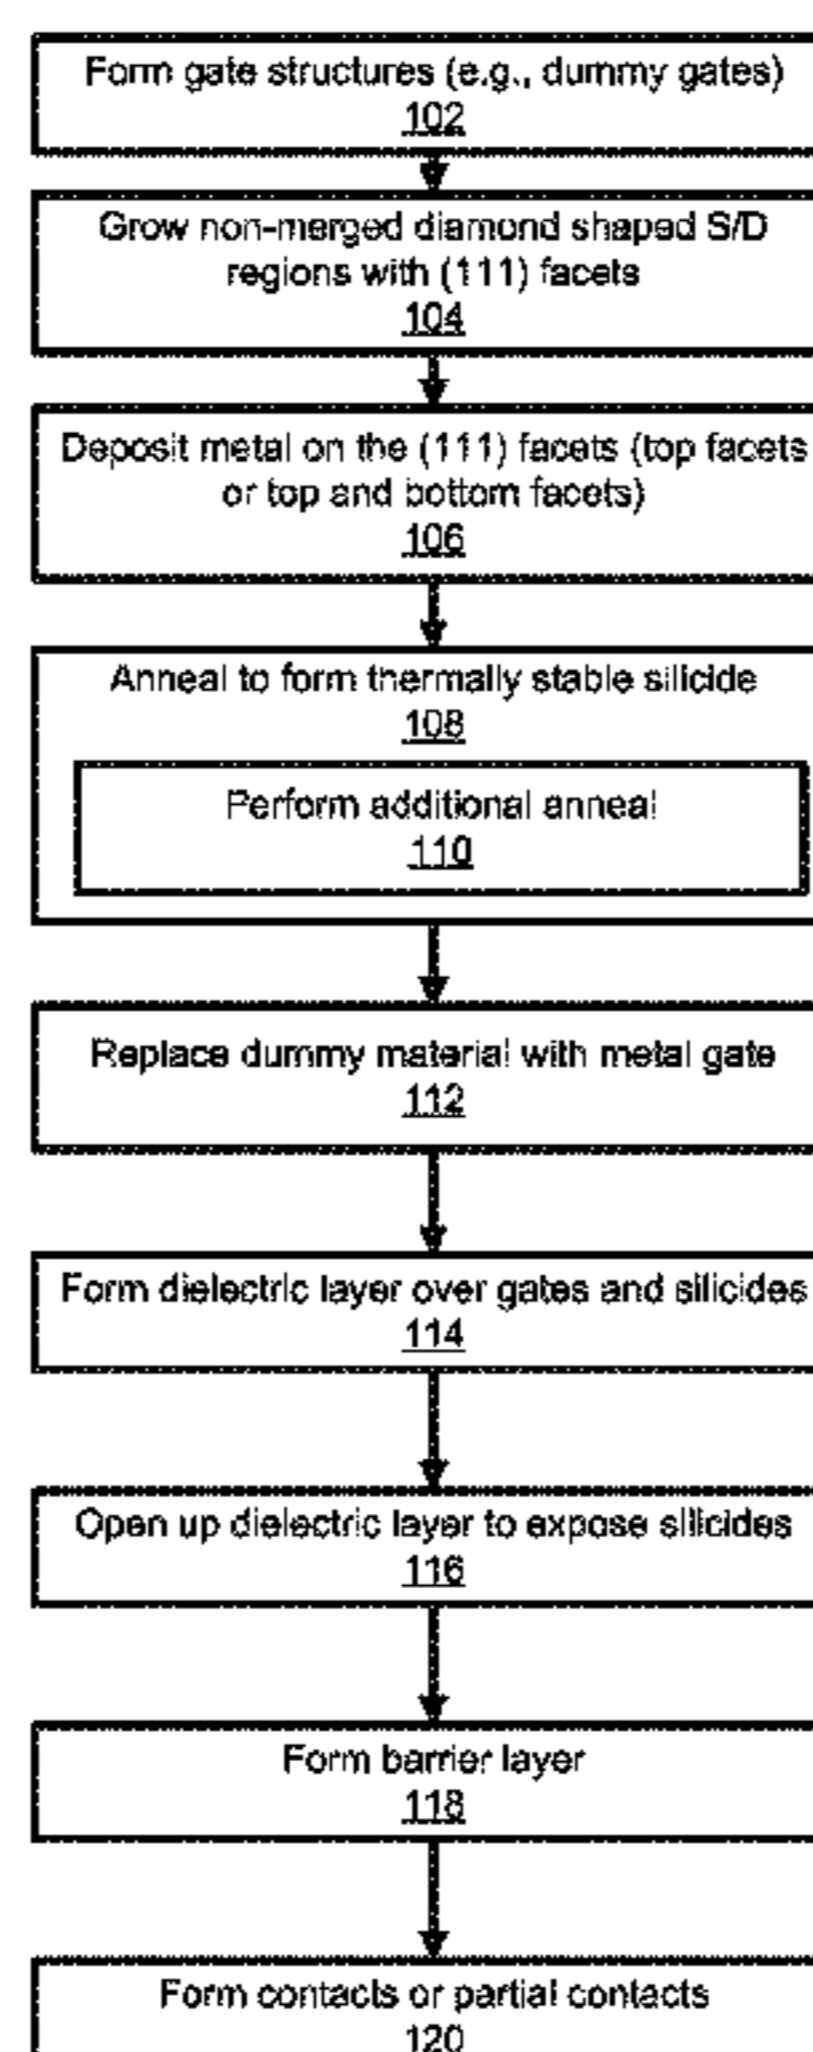 Form gate structures (e.g., dummy gates)
102
Grow non-merged diamond shaped S/D
regions with (111) facets
104
Deposit metal on the (111) facets (top facets
or top and bottom facets)
106
Anneal to form thermally stable silicide
108
Perform additional anneal
110
Replace dummy material with metal gate
112
Form dielectric layer over gates and silicides
114
Open up dielectric layer to expose silicides
116
Form barrier layer
118
Form contacts or partial contacts
120